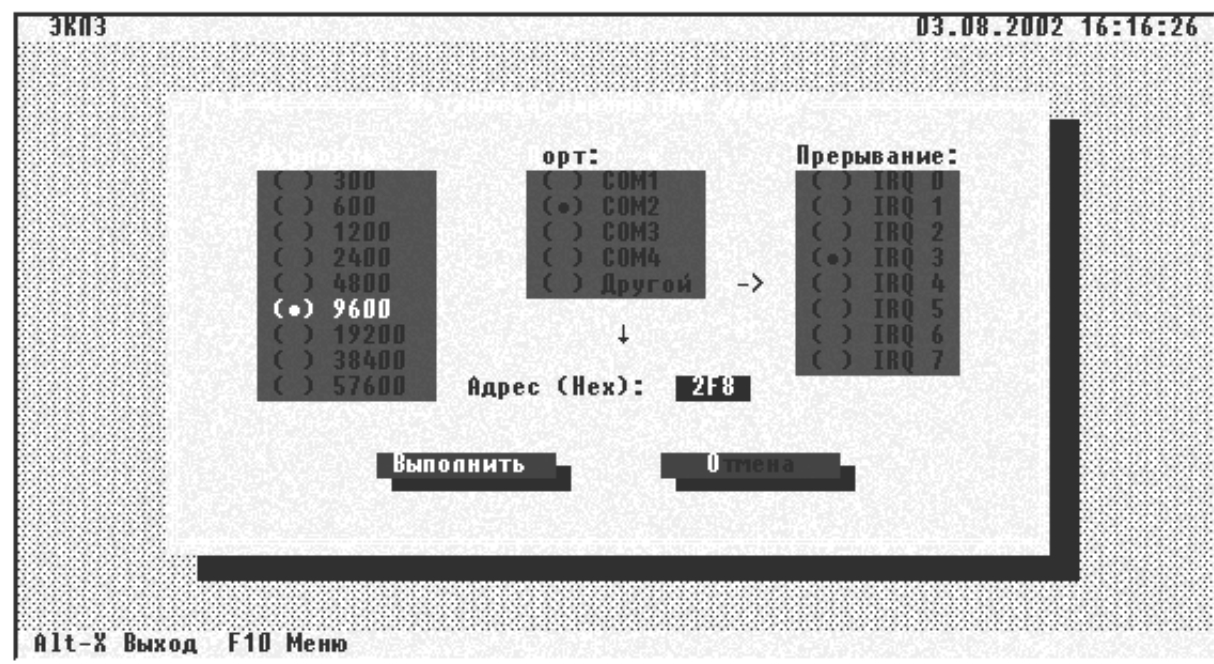 ЭКПЗ 03.08.2002 16:16:26
орт: Прерывание:
( ) 300 ( ) COM1 ( ) IRQ 0
( ) 600 (•) COM2 ( ) IRQ 1
( ) 1200 ( ) COM3 ( ) IRQ 2
( ) 2400 ( ) COM4 (•) IRQ 3
( ) 4800 ( ) Другой -> ( ) IRQ 4
(•) 9600 ( ) IRQ 5
( ) 19200 ↓ ( ) IRQ 6
( ) 38400 ( ) IRQ 7
( ) 57600 Адрес (Hex): 2F8
Выполнить Отмена
Alt-X Выход F10 Меню